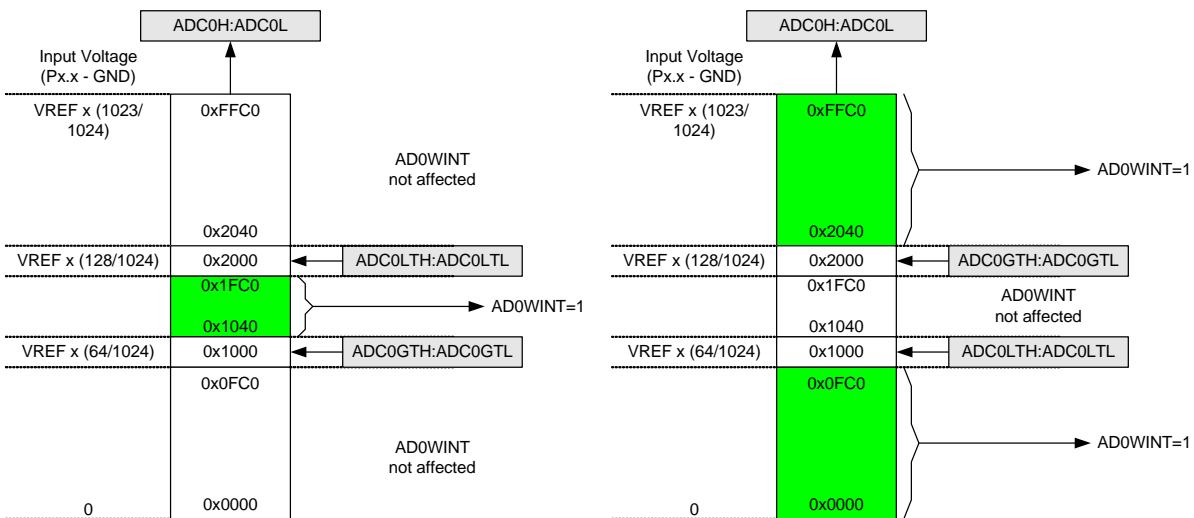 ADC0H:ADC0L
Input Voltage
(Px.x - GND)
VREF x (1023/
1024)
0xFFC0
AD0WINT
not affected
0x2040
VREF x (128/1024)
0x2000
ADC0LTH:ADC0LTL
0x1FC0
AD0WINT=1
0x1040
VREF x (64/1024)
0x1000
ADC0GTH:ADC0GTL
0x0FC0
AD0WINT
not affected
0
0x0000
ADC0H:ADC0L
Input Voltage
(Px.x - GND)
VREF x (1023/
1024)
0xFFC0
AD0WINT=1
0x2040
VREF x (128/1024)
0x2000
ADC0GTH:ADC0GTL
0x1FC0
AD0WINT
not affected
0x1040
VREF x (64/1024)
0x1000
ADC0LTH:ADC0LTL
0x0FC0
AD0WINT=1
0
0x0000